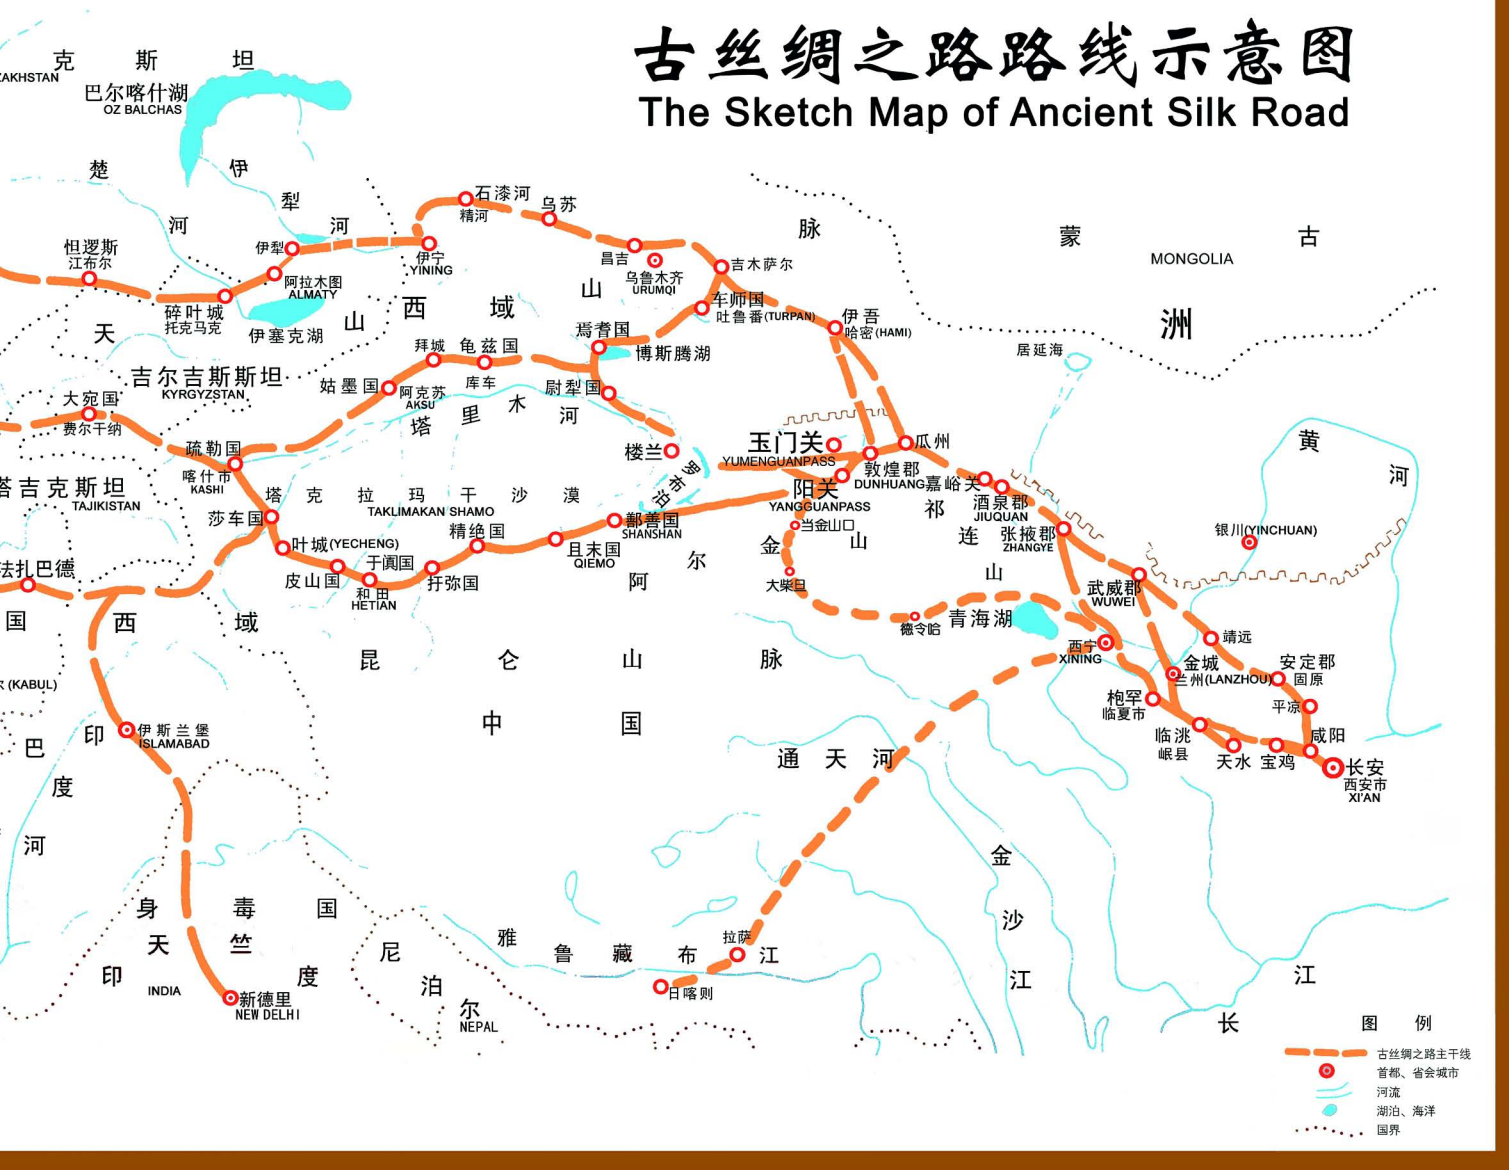 古丝绸之路路线示意图
The Sketch Map of Ancient Silk Road
克 斯 坦
ZAKHSTAN
巴尔喀什湖
OZ BALCHAS
楚
河
伊
犁
河
怛逻斯
江布尔
伊犁
阿拉木图
ALMATY
碎叶城
托克马克
伊塞克湖
伊宁
YINING
石漆河
精河
乌苏
昌吉
乌鲁木齐
URUMQI
吉木萨尔
车师国
吐鲁番(TURPAN)
伊吾
哈密(HAMI)
脉
蒙 古
MONGOLIA
洲
居延海
天
山
西 域
山
焉耆国
博斯腾湖
尉犁国
拜城
龟兹国
库车
姑墨国
阿克苏
AKSU
吉尔吉斯斯坦
KYRGYZSTAN
大宛国
费尔干纳
塔 里 木 河
疏勒国
喀什市
KASHI
楼兰
罗布泊
玉门关
YUMENGUANPASS
瓜州
敦煌郡
DUNHUANG
阳关
YANGGUANPASS
嘉峪关
酒泉郡
JIUQUAN
张掖郡
ZHANGYE
黄
河
银川(YINCHUAN)
塔吉克斯坦
TAJIKISTAN
塔 克 拉 玛 干 沙 漠
TAKLIMAKAN SHAMO
莎车国
叶城(YECHENG)
皮山国
于阗国
和田
HETIAN
扜弥国
精绝国
且末国
QIEMO
鄯善国
SHANSHAN
阿
尔
金
山
当金山口
大柴旦
祁
连
山
武威郡
WUWEI
德令哈
青海湖
西宁
XINING
靖远
金城
兰州(LANZHOU)
安定郡
固原
平凉
枹罕
临夏市
临洮
岷县
天水
宝鸡
咸阳
长安
西安市
XI'AN
法扎巴德
国
西 域
昆 仑 山 脉
尔(KABUL)
中 国
通天河
伊斯兰堡
ISLAMABAD
印
度
河
巴
身 毒 国
天 竺
印 度
INDIA
新德里
NEW DELHI
尼
泊
尔
NEPAL
雅 鲁 藏 布 江
拉萨
日喀则
金
沙
江
长
江
图 例
古丝绸之路主干线
首都、省会城市
河流
湖泊、海洋
国界